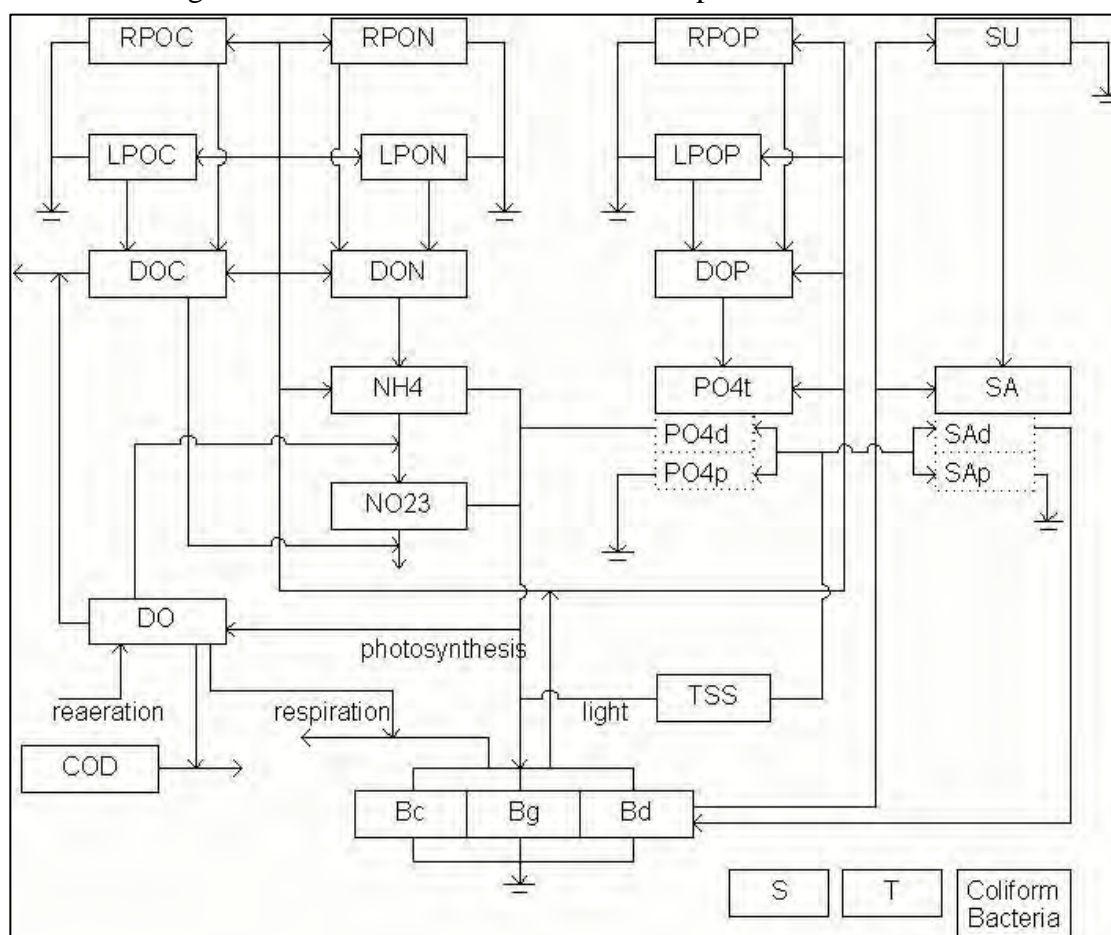 RPOC RPON RPOP SU
LPOC LPON LPOP
DOC DON DOP
NH4 PO4t SA
PO4d SAd
PO4p SAp
NO23
DO
photosynthesis
TSS
reaeration respiration light
COD
Bc Bg Bd
S T Coliform
Bacteria